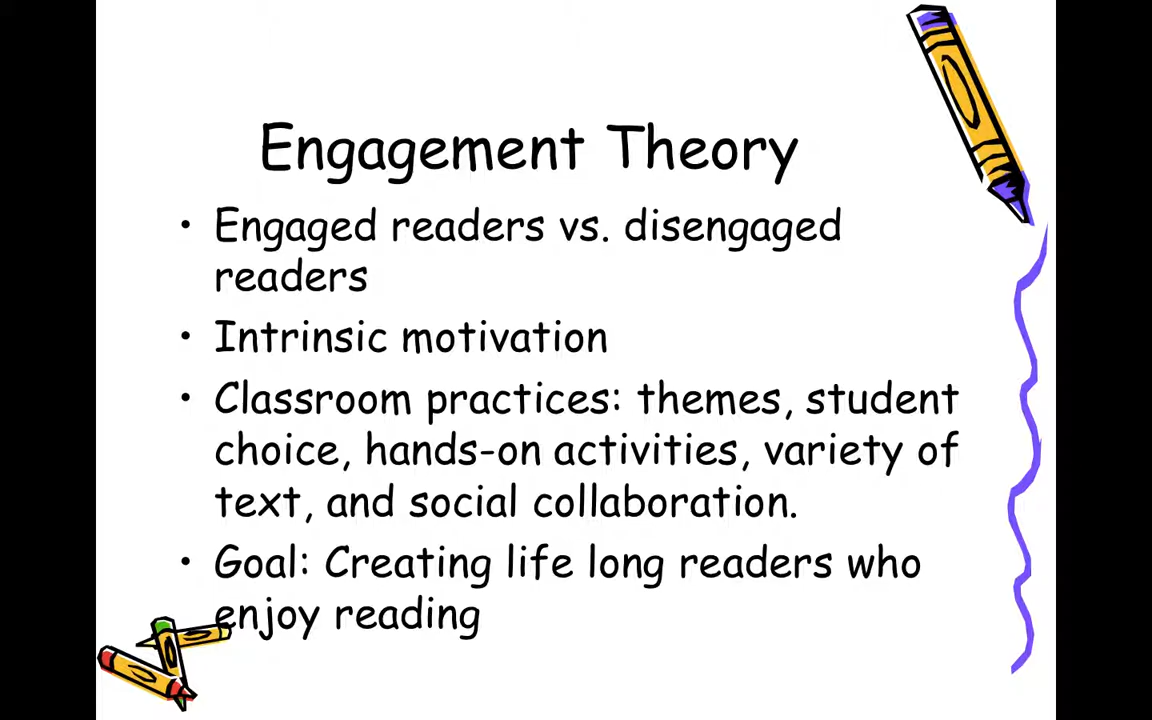 Engagement Theory
• Engaged readers vs. disengaged
readers
• Intrinsic motivation
• Classroom practices: themes, student
choice, hands-on activities, variety of
text, and social collaboration.
• Goal: Creating life long readers who
enjoy reading